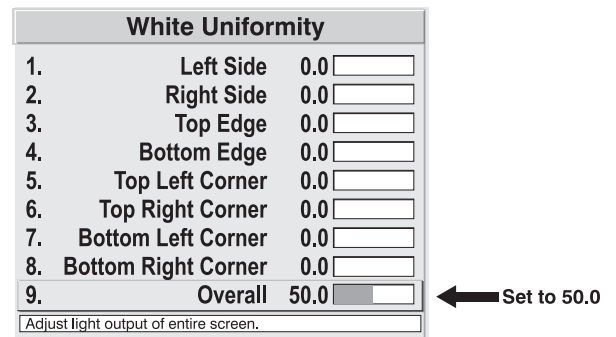 White Uniformity
1. Left Side 0.0
2. Right Side 0.0
3. Top Edge 0.0
4. Bottom Edge 0.0
5. Top Left Corner 0.0
6. Top Right Corner 0.0
7. Bottom Left Corner 0.0
8. Bottom Right Corner 0.0
9. Overall 50.0 Set to 50.0
Adjust light output of entire screen.